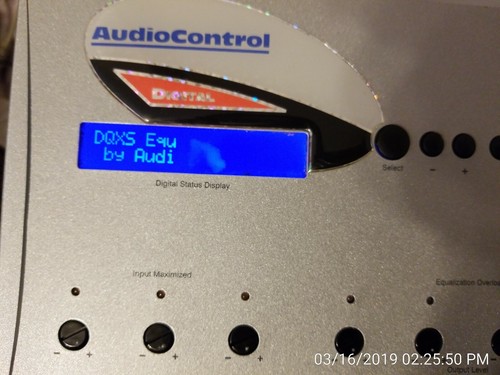 AudioControl
DIGITAL
DQXS Equ
by Audi
Digital Status Display
Select - +
Input Maximized
Equalization Overlo
- + - + - + - + -
03/16/2019 02:25:50 PM
Output Level